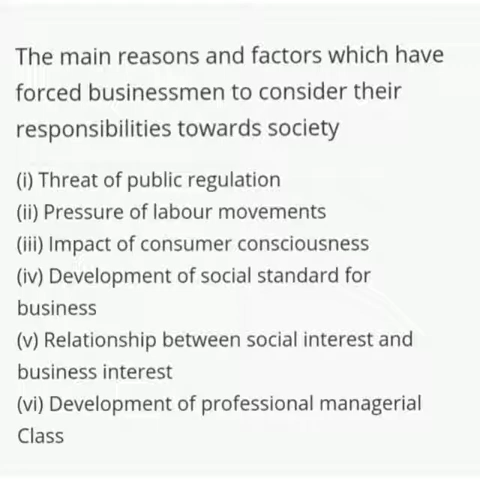 The main reasons and factors which have
forced businessmen to consider their
responsibilities towards society
(i) Threat of public regulation
(ii) Pressure of labour movements
(iii) Impact of consumer consciousness
(iv) Development of social standard for
business
(v) Relationship between social interest and
business interest
(vi) Development of professional managerial
Class